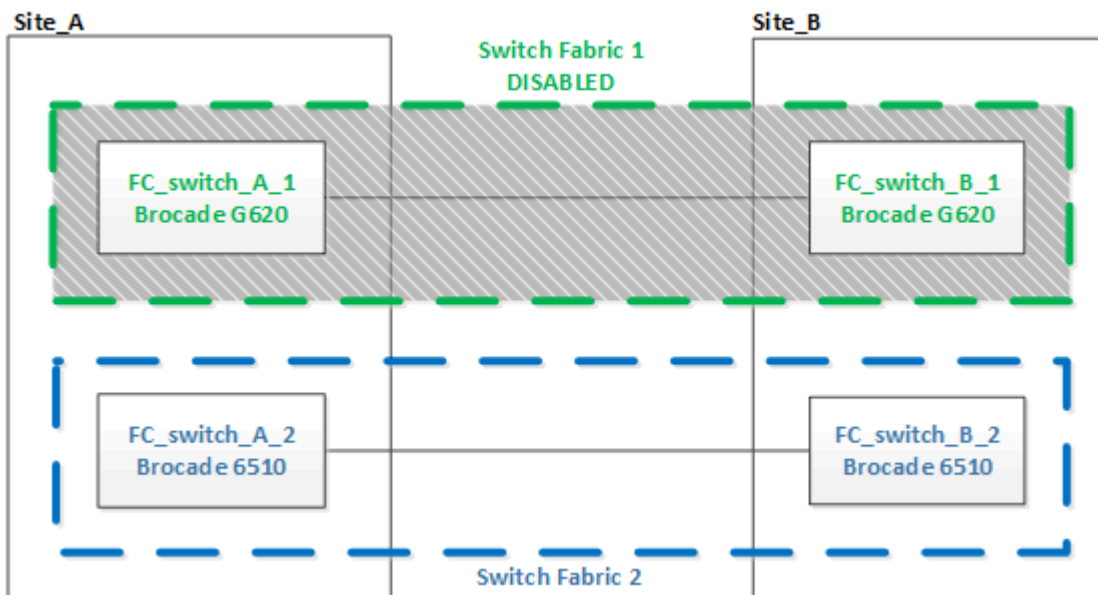 Site_A
Site_B
Switch Fabric 1
DISABLED
FC_switch_A_1
Brocade G620
FC_switch_B_1
Brocade G620
FC_switch_A_2
Brocade 6510
FC_switch_B_2
Brocade 6510
Switch Fabric 2